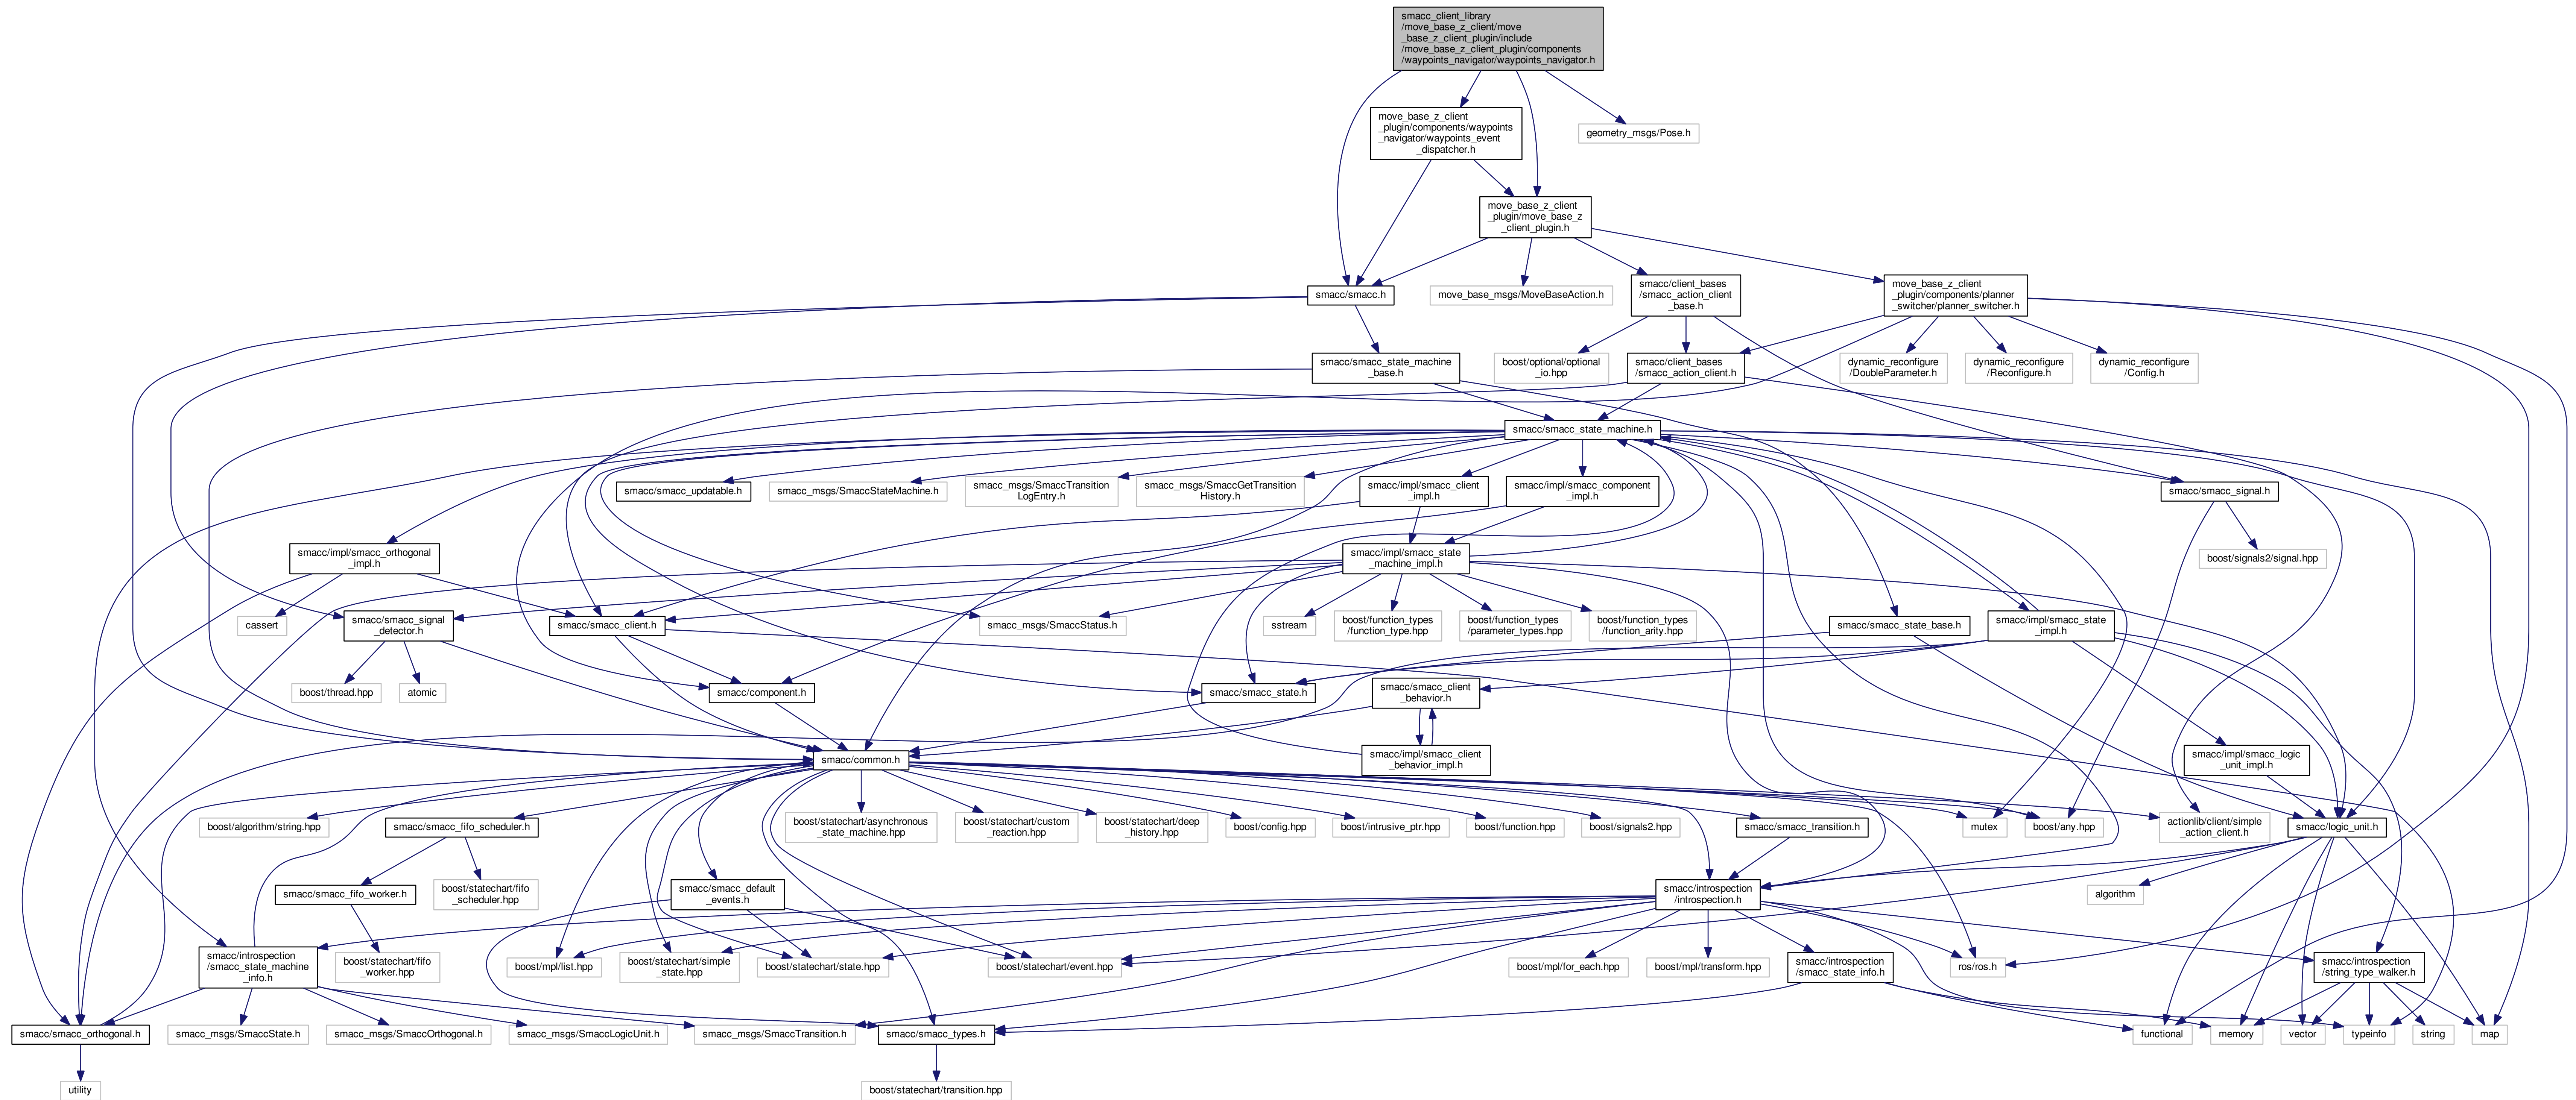 smacc_client_library
/move_base_z_client/move
_base_z_client_plugin/include
/move_base_z_client_plugin/components
/waypoints_navigator/waypoints_navigator.h
move_base_z_client
_plugin/components/waypoints
_navigator/waypoints_event
_dispatcher.h
geometry_msgs/Pose.h
move_base_z_client
_plugin/move_base_z
_client_plugin.h
smacc/smacc.h
move_base_msgs/MoveBaseAction.h
smacc/client_bases
/smacc_action_client
_base.h
move_base_z_client
_plugin/components/planner
_switcher/planner_switcher.h
smacc/smacc_state_machine
_base.h
boost/optional/optional
_io.hpp
smacc/client_bases
/smacc_action_client.h
dynamic_reconfigure
/DoubleParameter.h
dynamic_reconfigure
/Reconfigure.h
dynamic_reconfigure
/Config.h
smacc/smacc_state_machine.h
smacc/smacc_updatable.h
smacc_msgs/SmaccStateMachine.h
smacc_msgs/SmaccTransition
LogEntry.h
smacc_msgs/SmaccGetTransition
History.h
smacc/impl/smacc_client
_impl.h
smacc/impl/smacc_component
_impl.h
smacc/smacc_signal.h
smacc/impl/smacc_orthogonal
_impl.h
smacc/impl/smacc_state
_machine_impl.h
boost/signals2/signal.hpp
cassert
smacc/smacc_signal
_detector.h
smacc/smacc_client.h
smacc_msgs/SmaccStatus.h
sstream
boost/function_types
/function_type.hpp
boost/function_types
/parameter_types.hpp
boost/function_types
/function_arity.hpp
smacc/smacc_state_base.h
smacc/impl/smacc_state
_impl.h
boost/thread.hpp
atomic
smacc/component.h
smacc/smacc_state.h
smacc/smacc_client
_behavior.h
smacc/common.h
smacc/impl/smacc_client
_behavior_impl.h
smacc/impl/smacc_logic
_unit_impl.h
boost/algorithm/string.hpp
smacc/smacc_fifo_scheduler.h
boost/statechart/asynchronous
_state_machine.hpp
boost/statechart/custom
_reaction.hpp
boost/statechart/deep
_history.hpp
boost/config.hpp
boost/intrusive_ptr.hpp
boost/function.hpp
boost/signals2.hpp
smacc/smacc_transition.h
mutex
boost/any.hpp
actionlib/client/simple
_action_client.h
smacc/logic_unit.h
smacc/smacc_fifo_worker.h
boost/statechart/fifo
_scheduler.hpp
smacc/smacc_default
_events.h
smacc/introspection
/introspection.h
algorithm
smacc/introspection
/smacc_state_machine
_info.h
boost/statechart/fifo
_worker.hpp
boost/mpl/list.hpp
boost/statechart/simple
_state.hpp
boost/statechart/state.hpp
boost/statechart/event.hpp
boost/mpl/for_each.hpp
boost/mpl/transform.hpp
smacc/introspection
/smacc_state_info.h
ros/ros.h
smacc/introspection
/string_type_walker.h
smacc/smacc_orthogonal.h
smacc_msgs/SmaccState.h
smacc_msgs/SmaccOrthogonal.h
smacc_msgs/SmaccLogicUnit.h
smacc_msgs/SmaccTransition.h
smacc/smacc_types.h
functional
memory
vector
typeinfo
string
map
utility
boost/statechart/transition.hpp